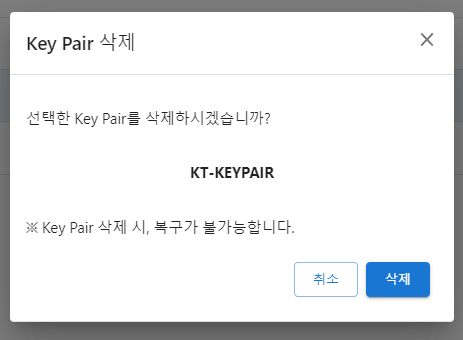 Key Pair 삭제
선택한 Key Pair를 삭제하시겠습니까?
KT-KEYPAIR
※ Key Pair 삭제 시, 복구가 불가능합니다.
취소 삭제